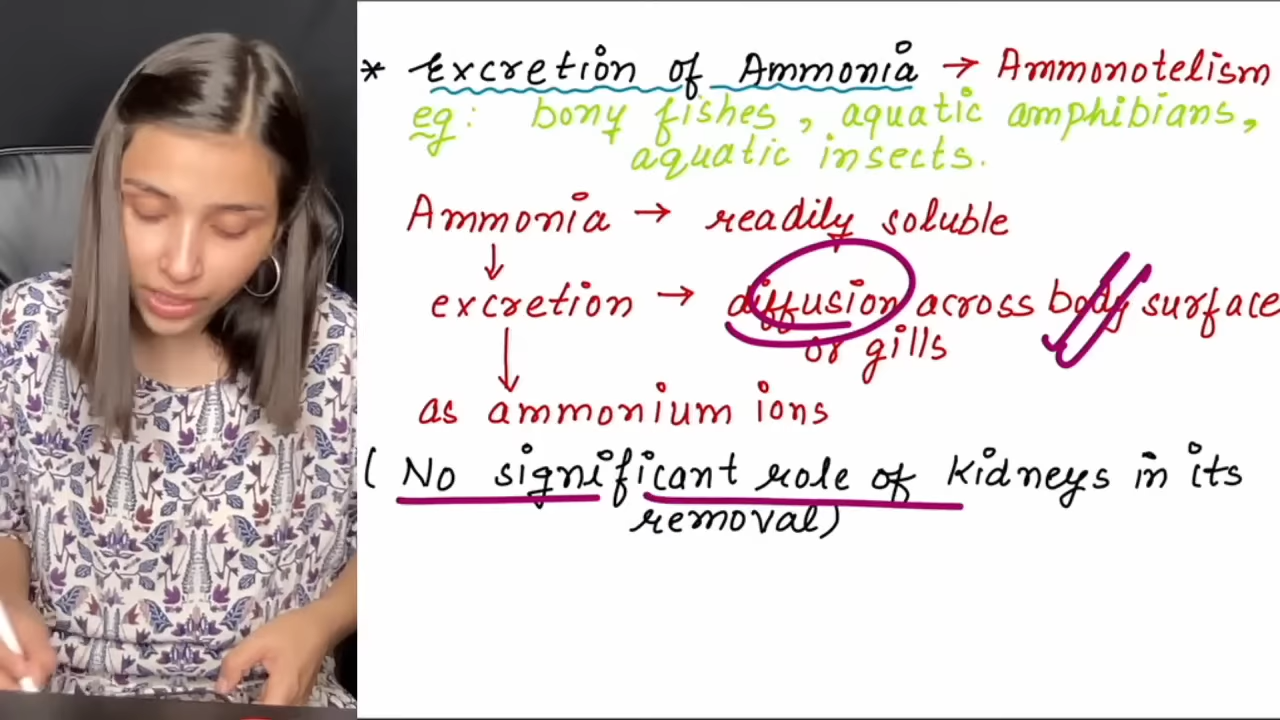 * Excretion of Ammonia → Ammonotelism
eg: bony fishes, aquatic amphibians,
aquatic insects.
Ammonia → readily soluble
↓
excretion → diffusion across body surface
or gills
↓
as ammonium ions
( No significant role of kidneys in its
removal)